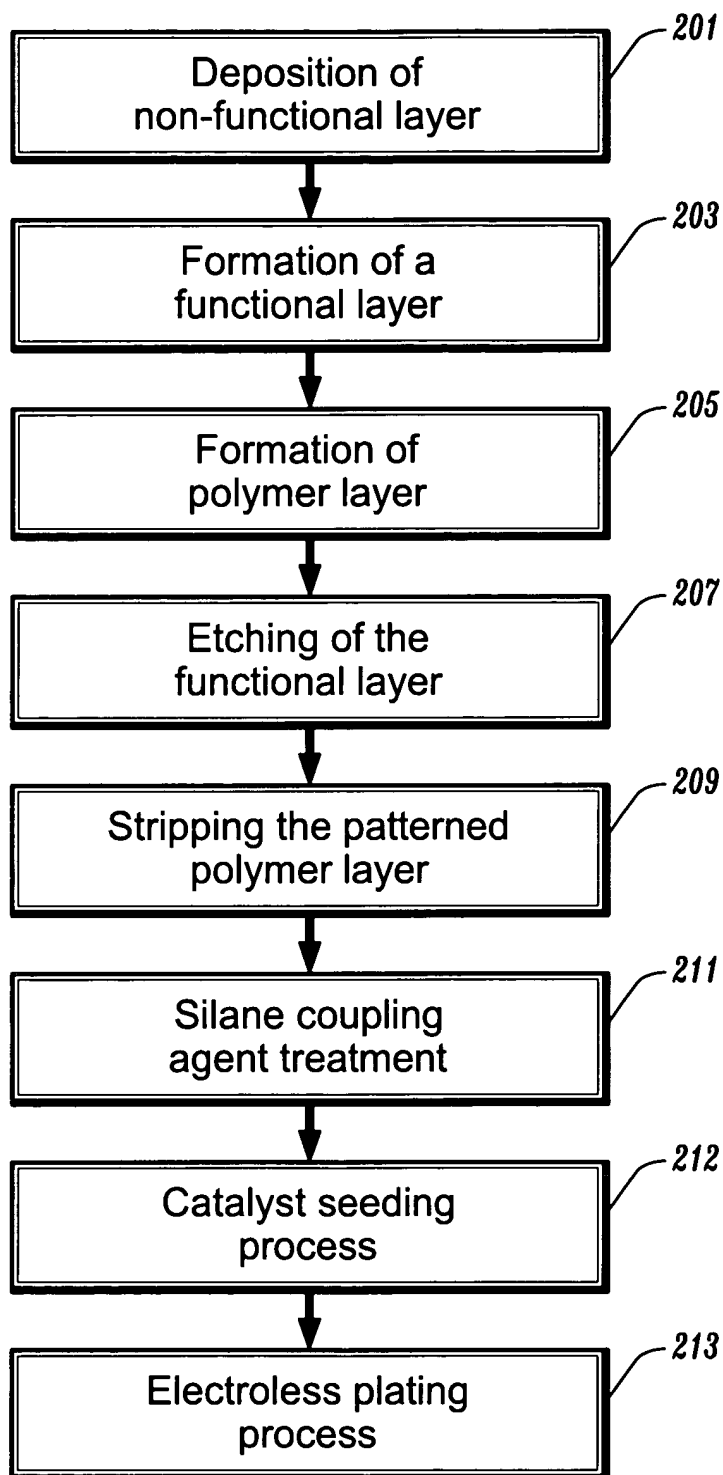 201
Deposition of
non-functional layer
203
Formation of a
functional layer
205
Formation of
polymer layer
207
Etching of the
functional layer
209
Stripping the patterned
polymer layer
211
Silane coupling
agent treatment
212
Catalyst seeding
process
213
Electroless plating
process